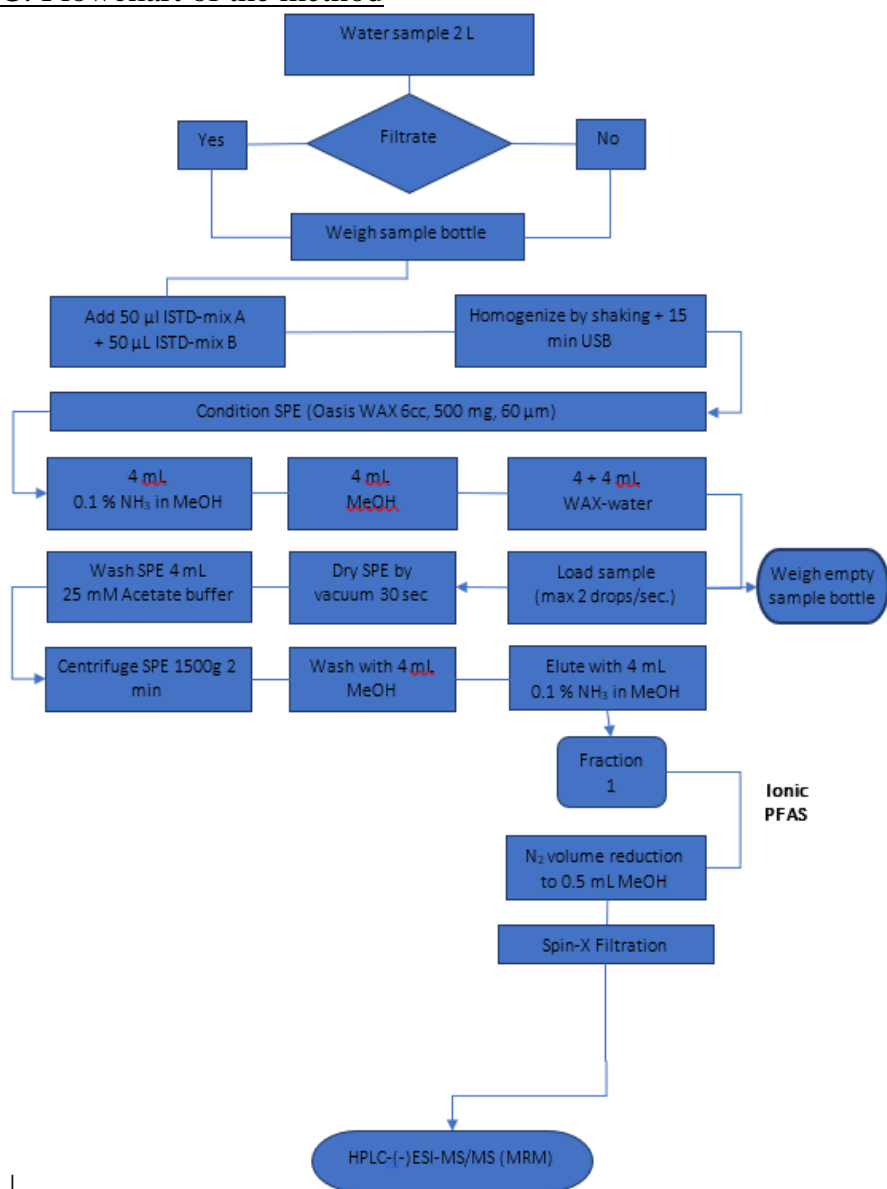 Flowchart of the method
Water sample 2 L
Filtrate
Yes
No
Weigh sample bottle
Add 50 µl ISTD-mix A
+ 50 µL ISTD-mix B
Homogenize by shaking + 15
min USB
Condition SPE (Oasis WAX 6cc, 500 mg, 60 µm)
4 mL
0.1 % NH₃ in MeOH
4 mL
MeOH
4 + 4 mL
WAX-water
Wash SPE 4 mL
25 mM Acetate buffer
Dry SPE by
vacuum 30 sec
Load sample
(max 2 drops/sec.)
Weigh empty
sample bottle
Centrifuge SPE 1500g 2
min
Wash with 4 mL
MeOH
Elute with 4 mL
0.1 % NH₃ in MeOH
Fraction
1
Ionic
PFAS
N₂ volume reduction
to 0.5 mL MeOH
Spin-X Filtration
HPLC-(-)ESI-MS/MS (MRM)